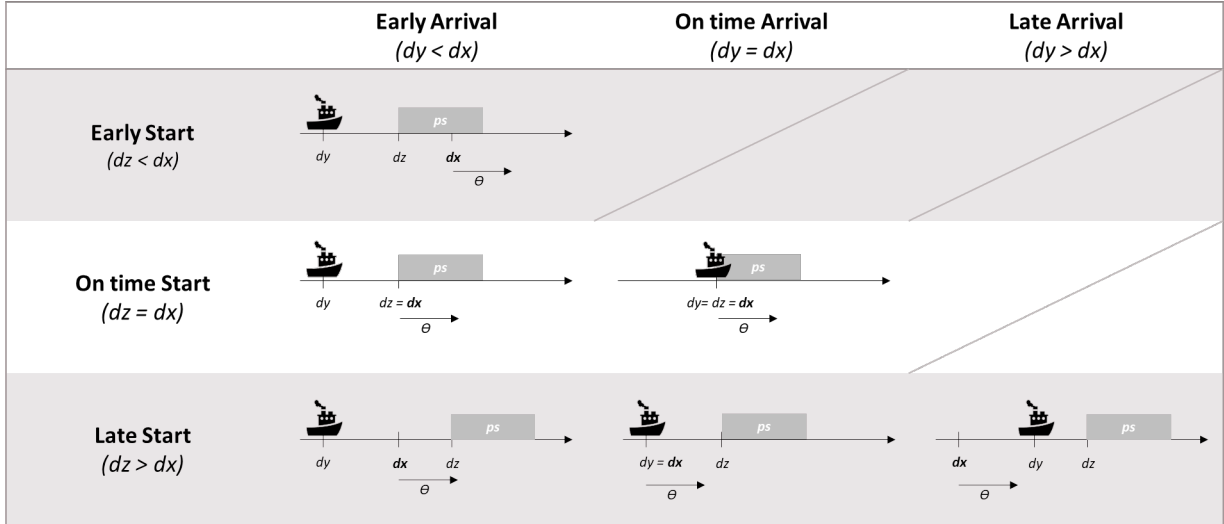 Early Arrival
(dy < dx)
On time Arrival
(dy = dx)
Late Arrival
(dy > dx)
Early Start
(dz < dx)
ps
dy
dz
dx
ϴ
On time Start
(dz = dx)
ps
dy
dz = dx
ϴ
ps
dy= dz = dx
ϴ
Late Start
(dz > dx)
ps
dy
dx
dz
ϴ
ps
dy = dx
dz
ϴ
ps
dx
dy
dz
ϴ